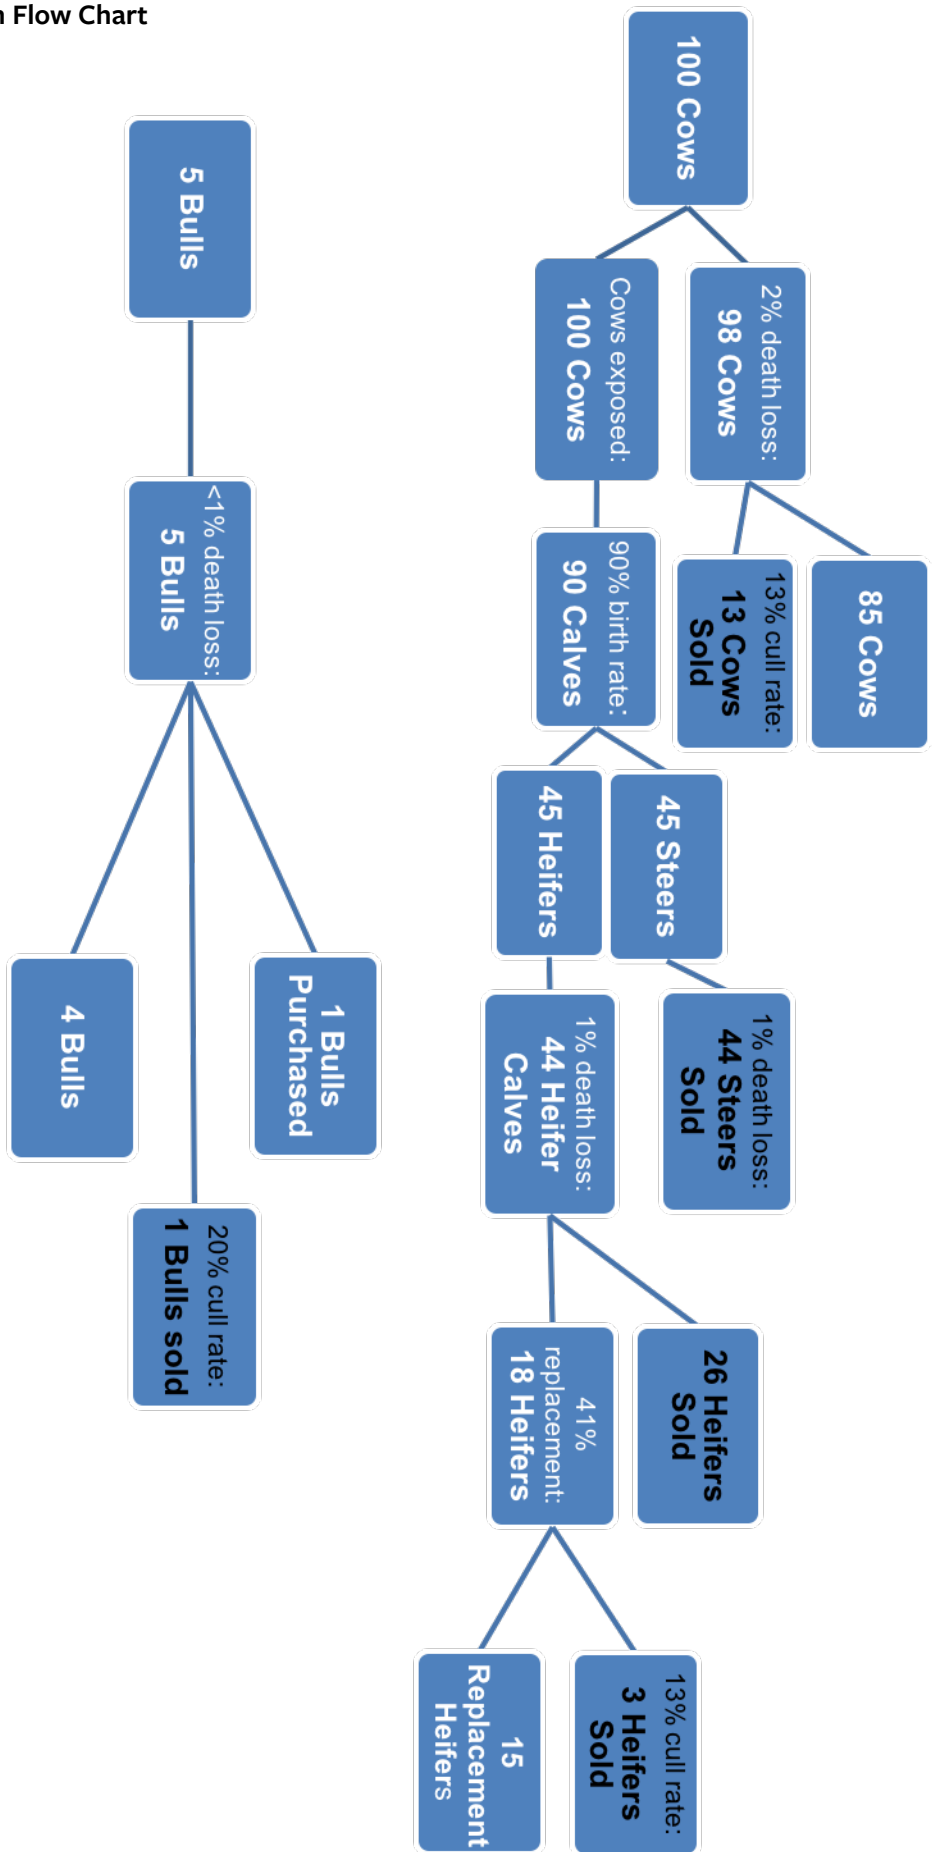 n Flow Chart
100 Cows
2% death loss:
98 Cows
85 Cows
13% cull rate:
13 Cows
Sold
Cows exposed:
100 Cows
90% birth rate:
90 Calves
45 Steers
1% death loss:
44 Steers
Sold
45 Heifers
1% death loss:
44 Heifer
Calves
26 Heifers
Sold
41%
replacement:
18 Heifers
13% cull rate:
3 Heifers
Sold
15
Replacement
Heifers
5 Bulls
<1% death loss:
5 Bulls
1 Bulls
Purchased
20% cull rate:
1 Bulls sold
4 Bulls